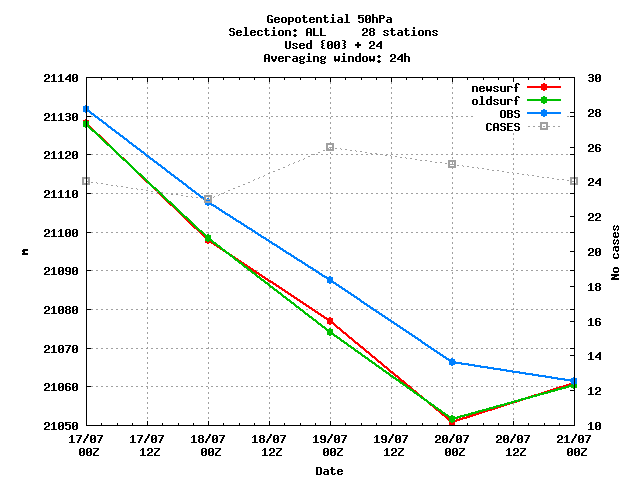 Geopotential 50hPa
Selection: ALL 28 stations
Used {00} + 24
Averaging window: 24h
newsurf
oldsurf
OBS
CASES
21140
21130
21120
21110
21100
21090
21080
21070
21060
21050
m
30
28
26
24
22
20
18
16
14
12
10
No cases
17/07 17/07 18/07 18/07 19/07 19/07 20/07 20/07 21/07
00Z 12Z 00Z 12Z 00Z 12Z 00Z 12Z 00Z
Date